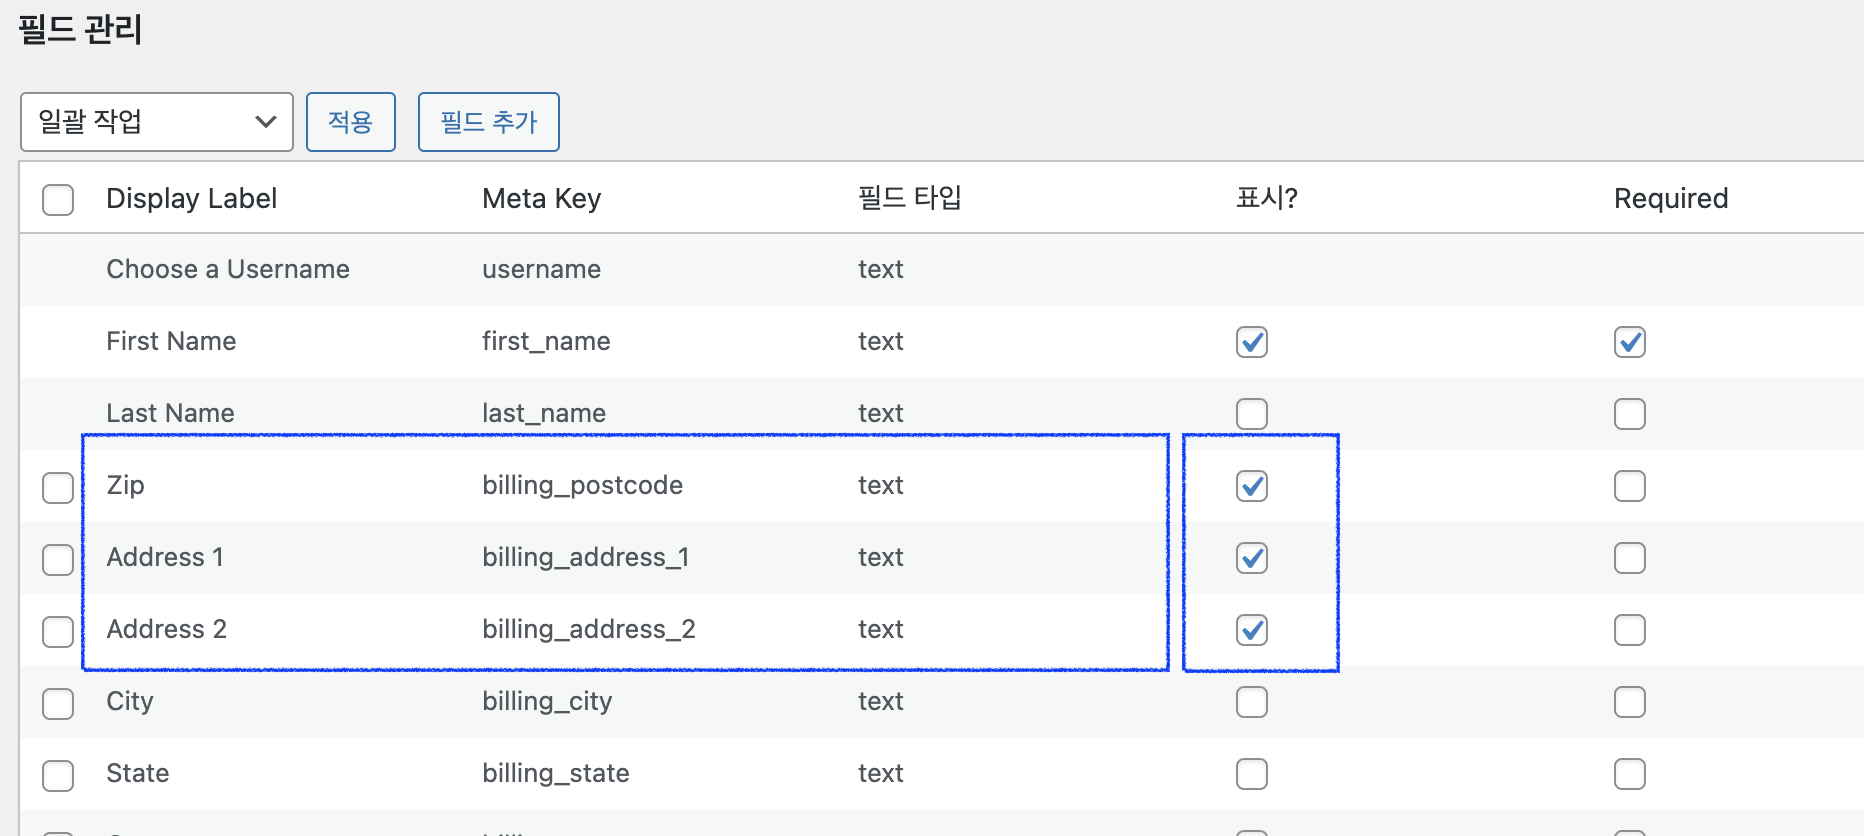 필드 관리
일괄 작업 적용 필드 추가
Display Label Meta Key 필드 타입 표시? Required
Choose a Username username text
First Name first_name text
Last Name last_name text
Zip billing_postcode text
Address 1 billing_address_1 text
Address 2 billing_address_2 text
City billing_city text
State billing_state text